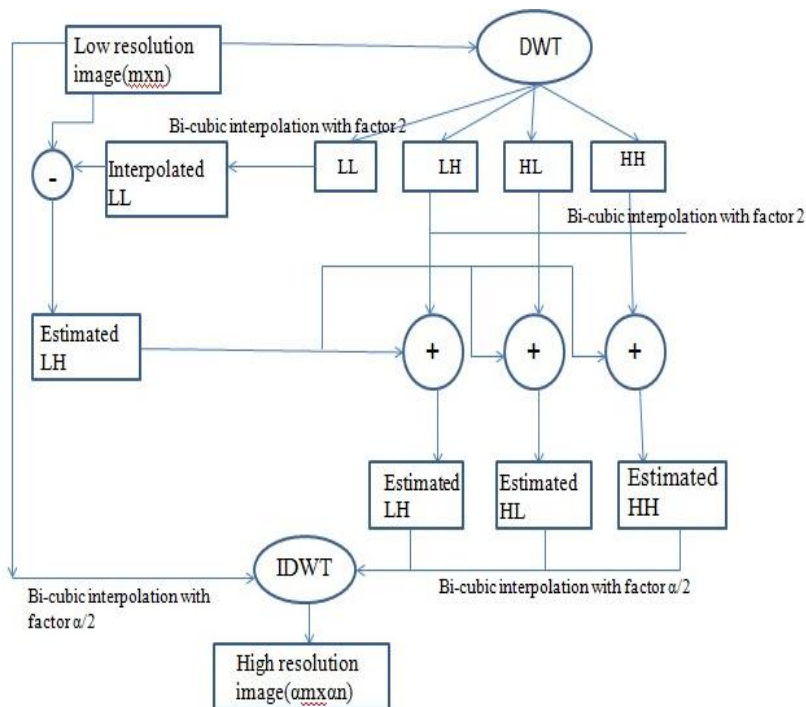 Low resolution
image(mxn)
DWT
Bi-cubic interpolation with factor 2
-
Interpolated
LL
LL
LH
HL
HH
Bi-cubic interpolation with factor 2
Estimated
LH
+
+
+
Estimated
LH
Estimated
HL
Estimated
HH
IDWT
Bi-cubic interpolation with
factor α/2
Bi-cubic interpolation with factor α/2
High resolution
image(αmxαn)